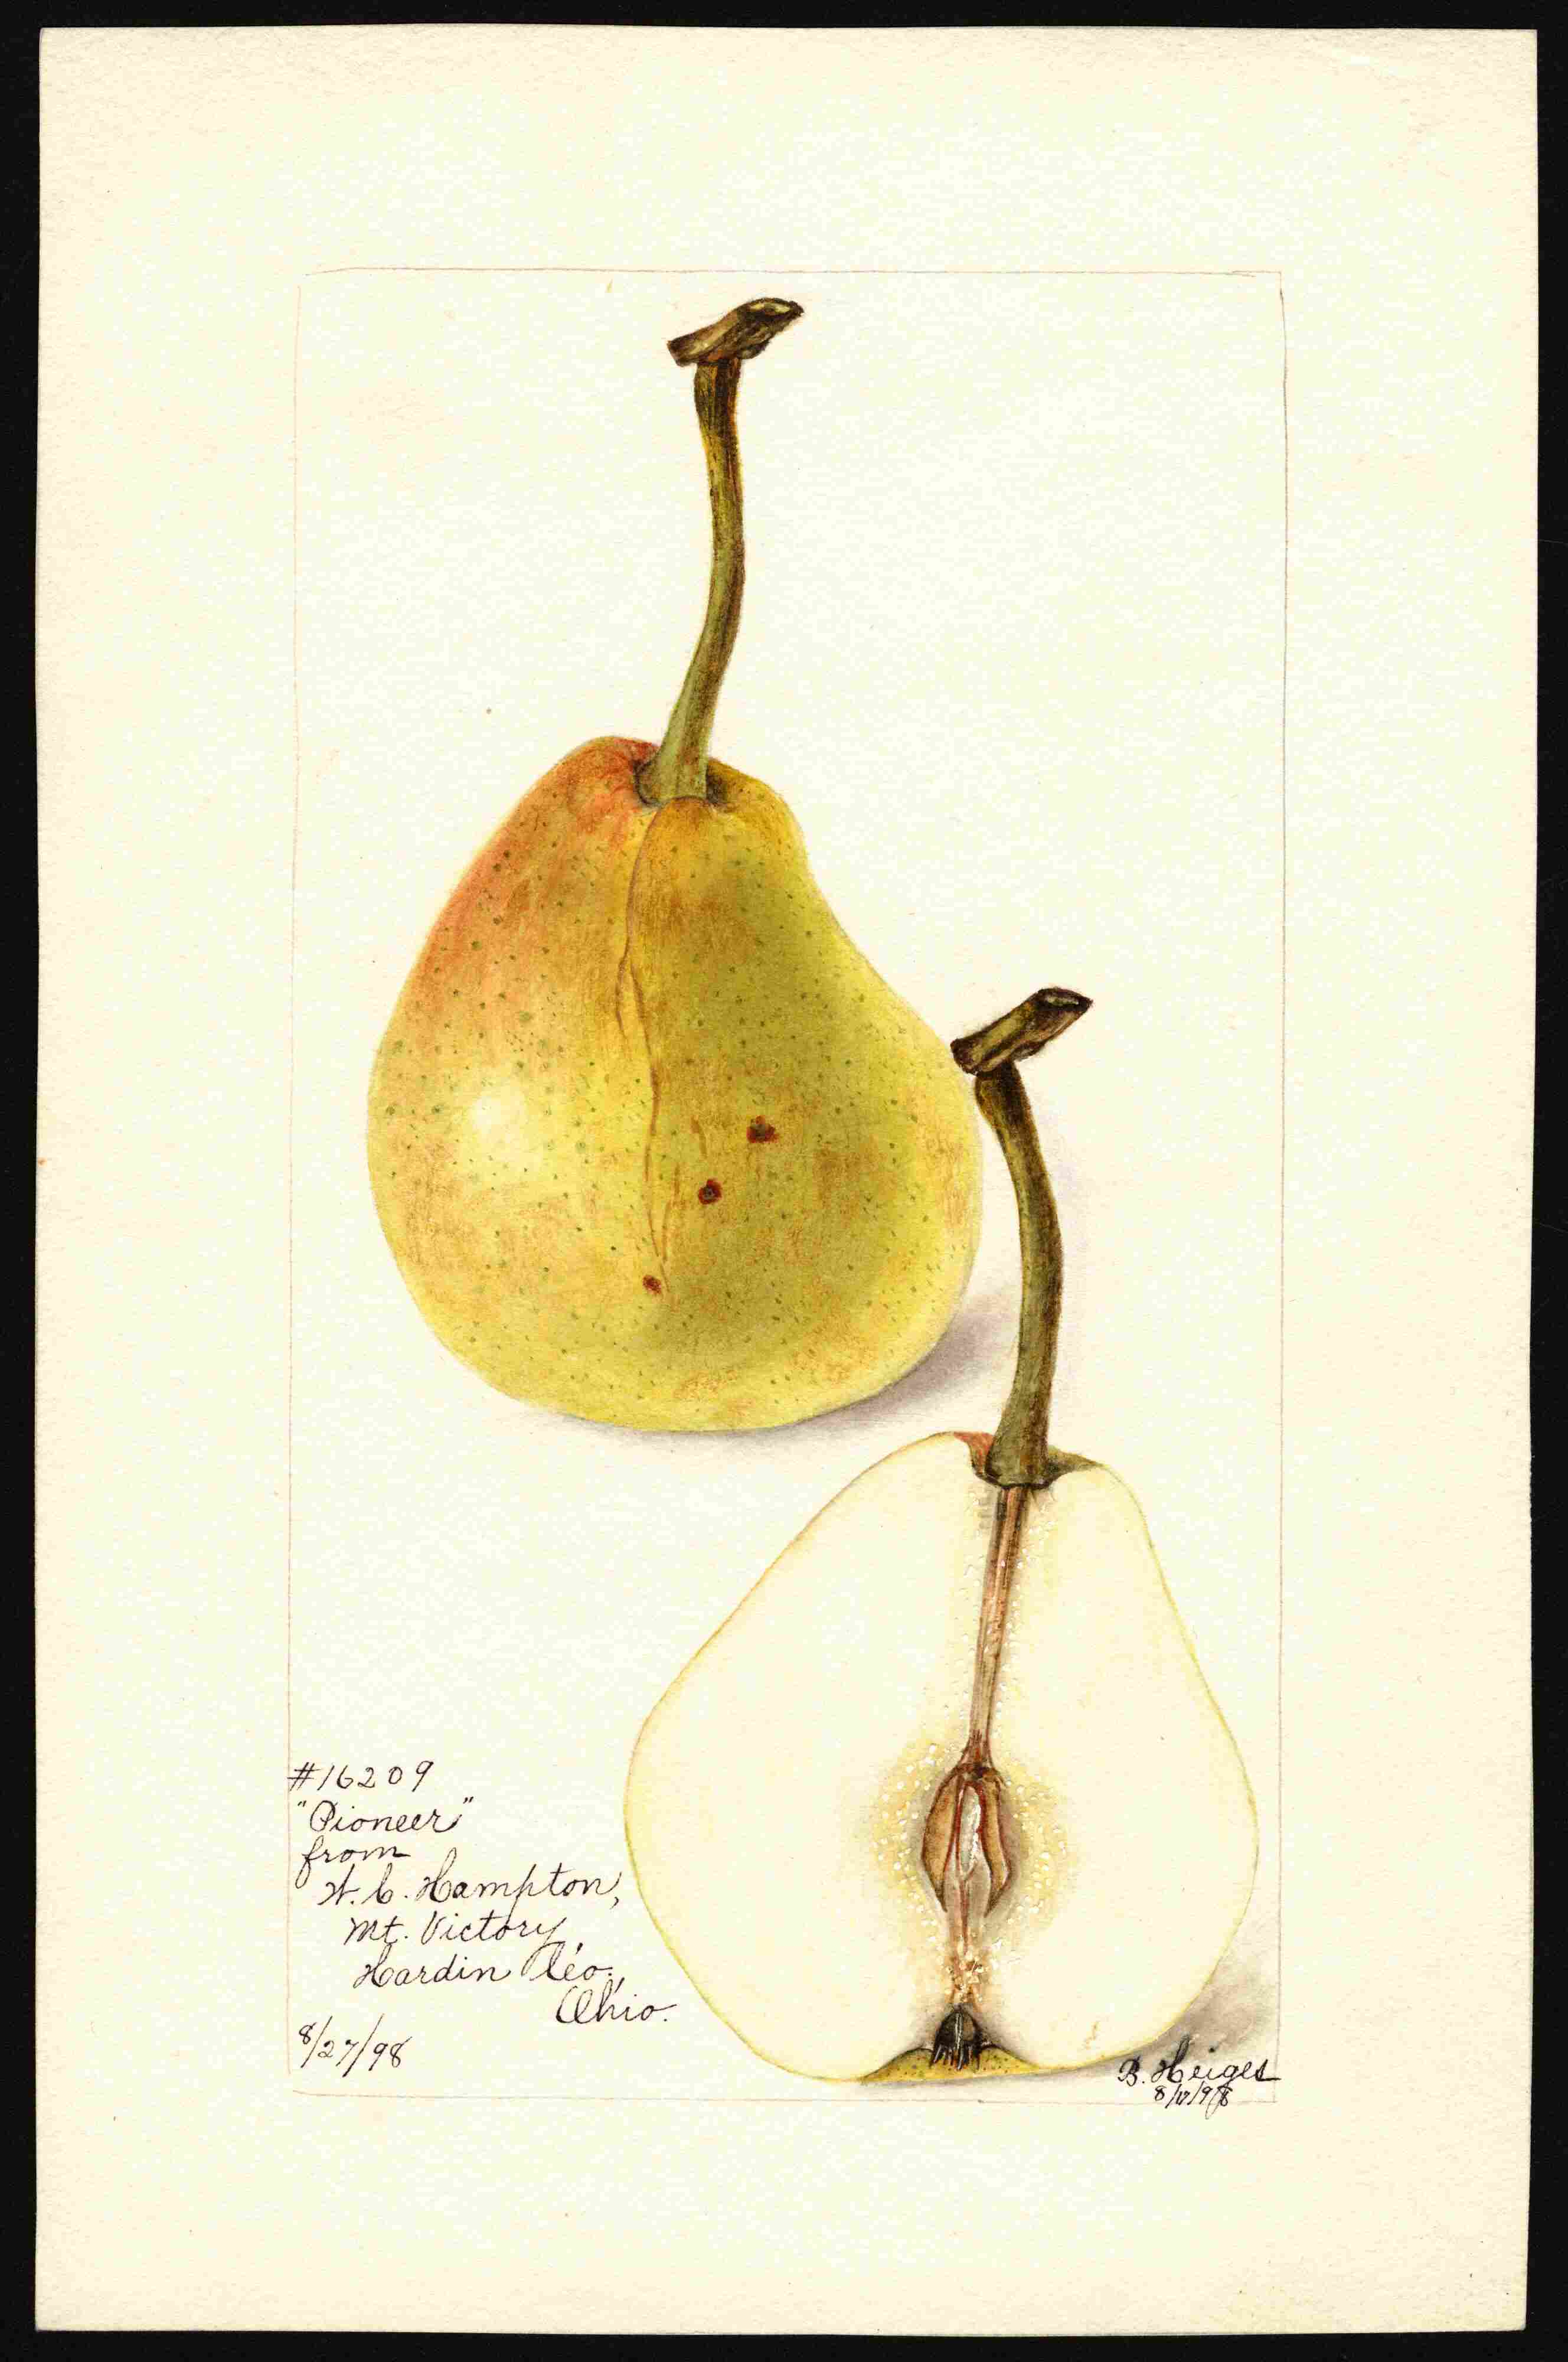 #16209
"Pioneer"
from
W. C. Hampton,
Mt. Victory
Hardin Co.,
Ohio.
8/27/98
B. Heiges
8/27/98